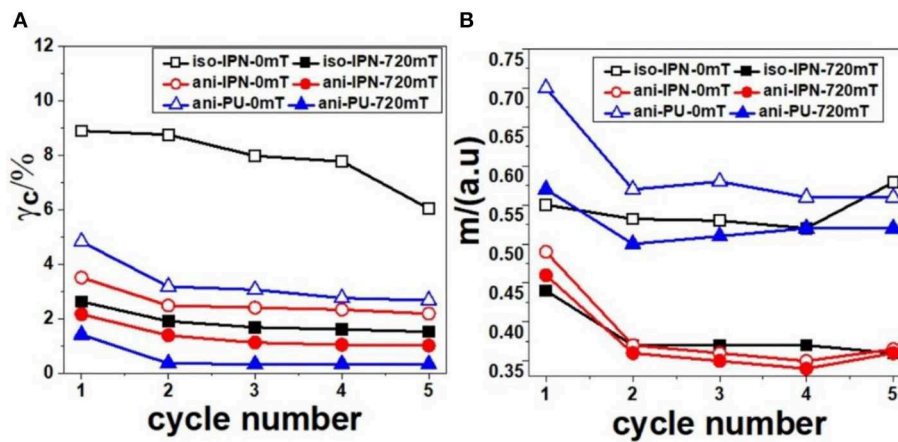 A
12
10
8
6
4
2
0
γc/%
iso-IPN-0mT
iso-IPN-720mT
ani-IPN-0mT
ani-IPN-720mT
ani-PU-0mT
ani-PU-720mT
1 2 3 4 5
cycle number
B
0.75
0.70
0.65
0.60
0.55
0.50
0.45
0.40
0.35
m/(a.u)
iso-IPN-0mT
iso-IPN-720mT
ani-IPN-0mT
ani-IPN-720mT
ani-PU-0mT
ani-PU-720mT
1 2 3 4 5
cycle number